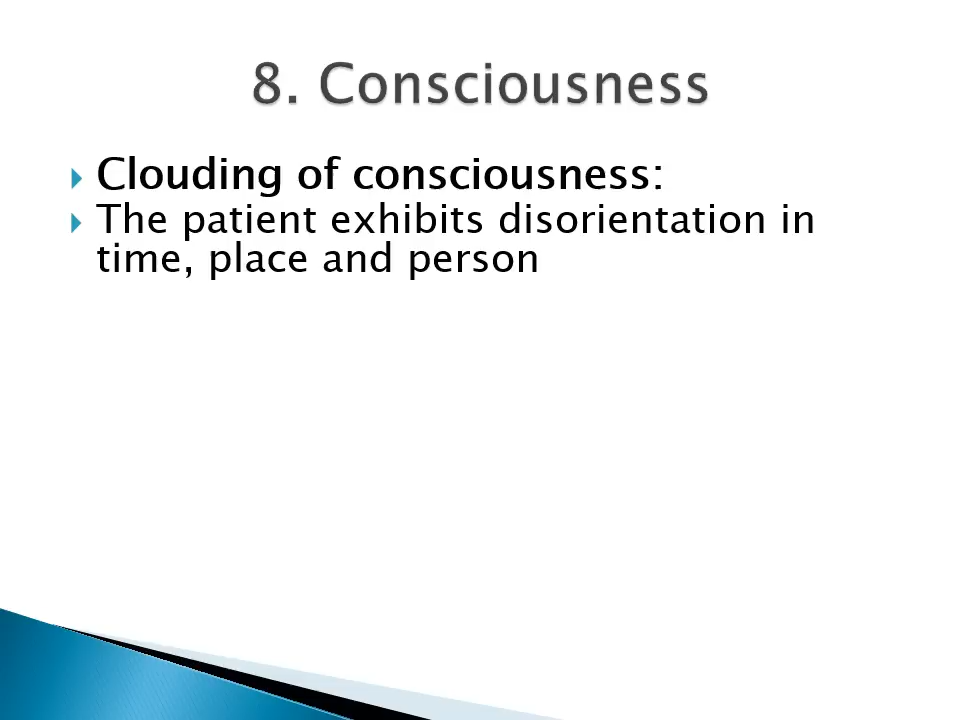 8. Consciousness
Clouding of consciousness:
The patient exhibits disorientation in
time, place and person